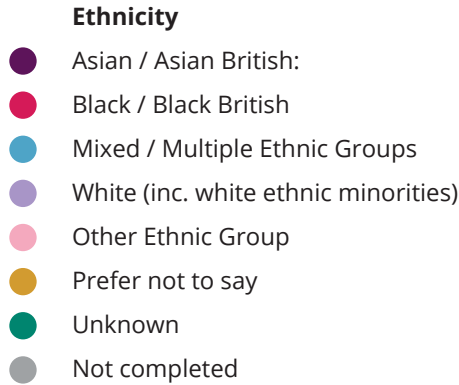 Ethnicity
Asian / Asian British:
Black / Black British
Mixed / Multiple Ethnic Groups
White (inc. white ethnic minorities)
Other Ethnic Group
Prefer not to say
Unknown
Not completed